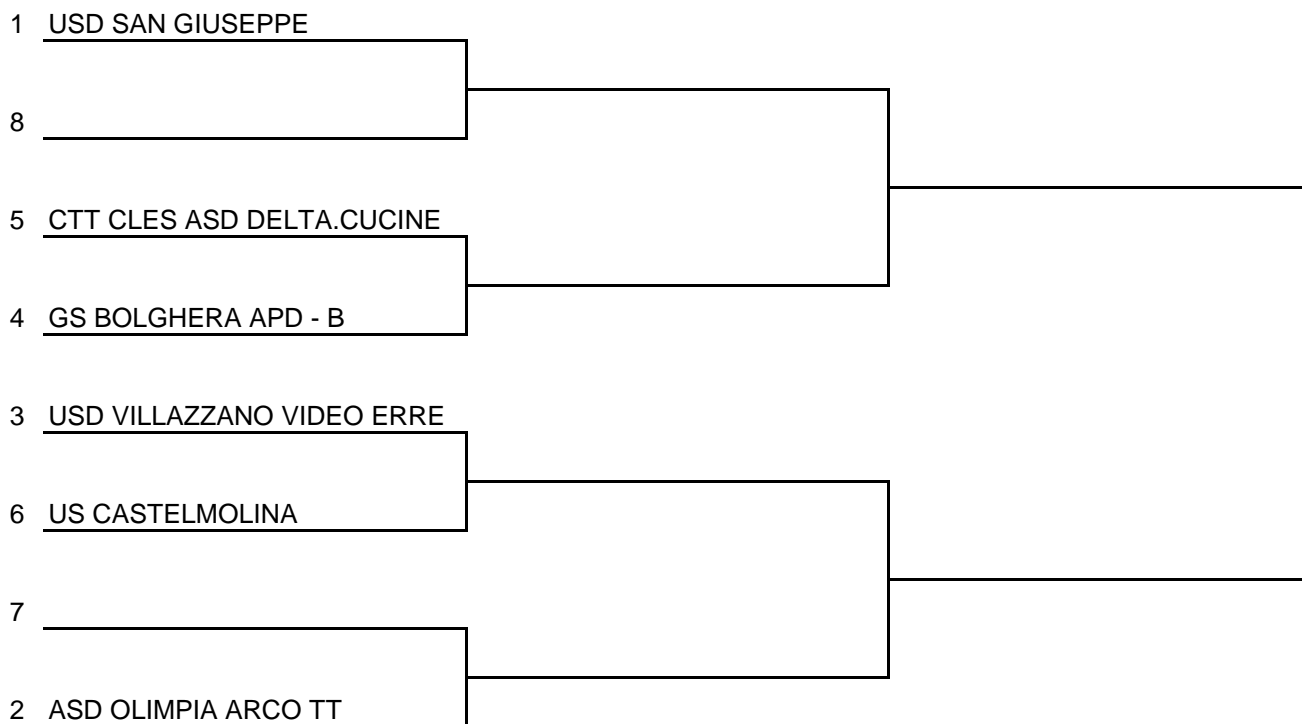 1 USD SAN GIUSEPPE
8
5 CTT CLES ASD DELTA.CUCINE
4 GS BOLGHERA APD - B
3 USD VILLAZZANO VIDEO ERRE
6 US CASTELMOLINA
7
2 ASD OLIMPIA ARCO TT